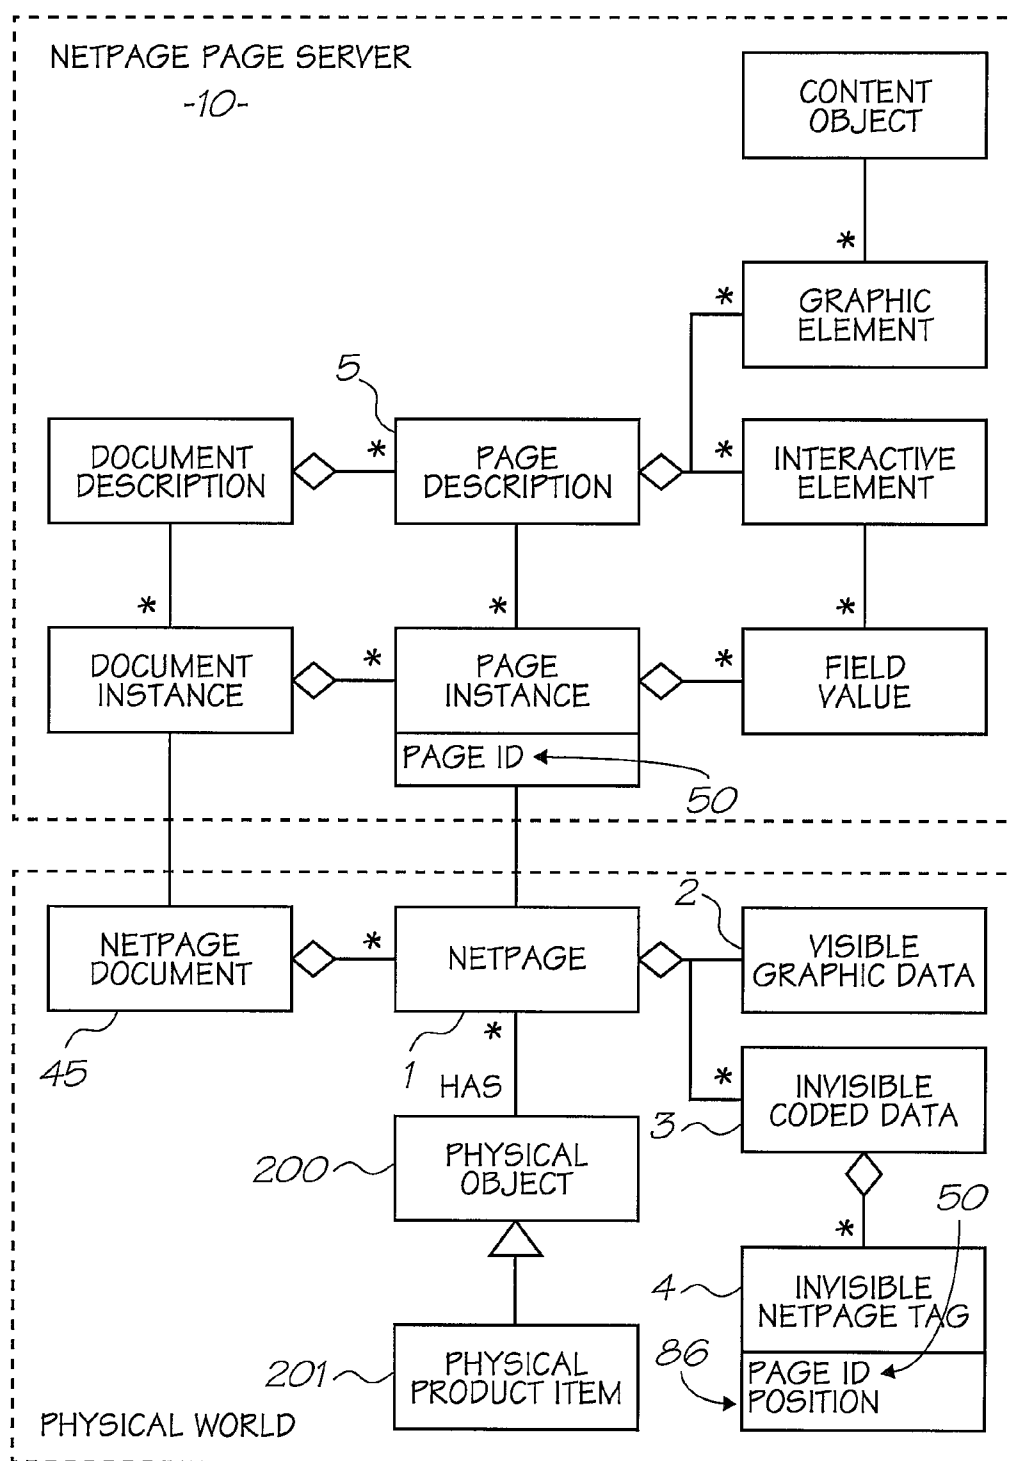 NETPAGE PAGE SERVER
-10-
CONTENT
OBJECT
*
*
GRAPHIC
ELEMENT
5
DOCUMENT
DESCRIPTION
*
PAGE
DESCRIPTION
*
INTERACTIVE
ELEMENT
*
*
*
DOCUMENT
INSTANCE
*
PAGE
INSTANCE
*
FIELD
VALUE
PAGE ID
50
2
NETPAGE
DOCUMENT
*
NETPAGE
VISIBLE
GRAPHIC DATA
45
1
*
HAS
*
INVISIBLE
CODED DATA
3
200
PHYSICAL
OBJECT
50
*
4
INVISIBLE
NETPAGE TAG
201
PHYSICAL
PRODUCT ITEM
86
PAGE ID
POSITION
PHYSICAL WORLD